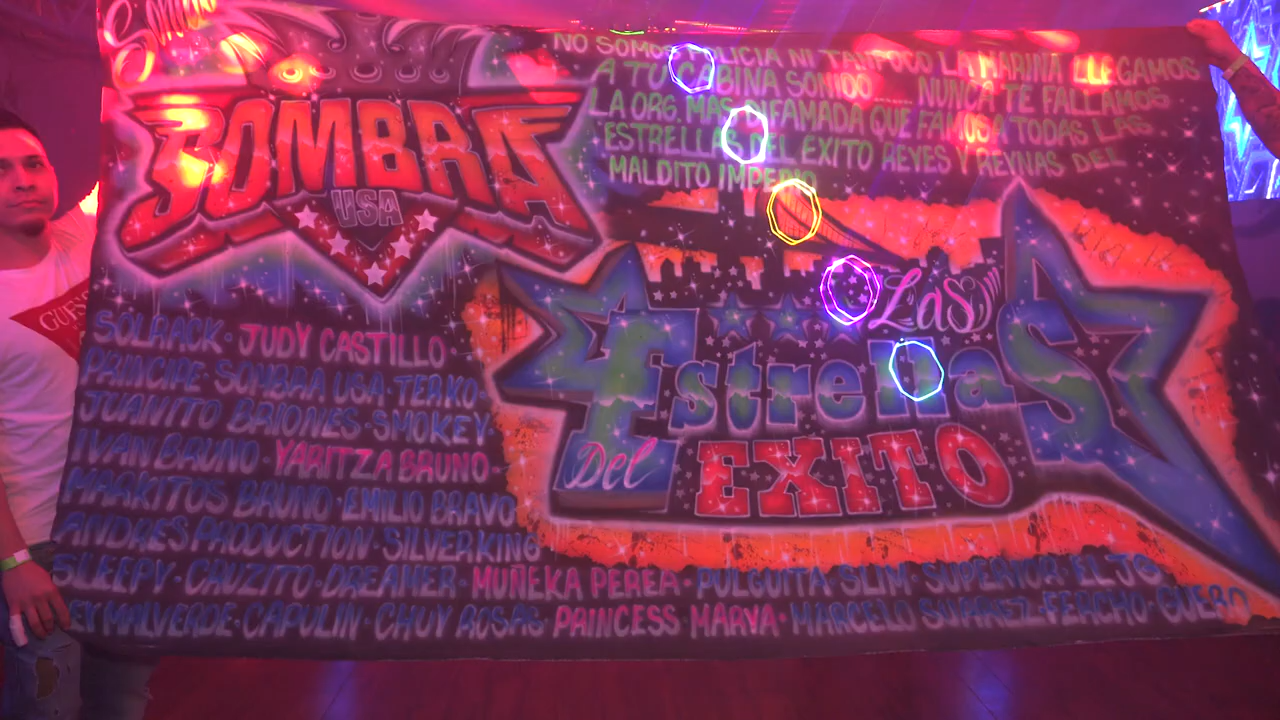 SOMBRA
USA
NO SOMOS POLICIA NI TAMPOCO LA MARINA LLEGAMOS
A TU CABINA SONIDO ...... NUNCA TE FALLAMOS
LA ORG. MAS DIFAMADA QUE FAMOSA TODAS LAS
ESTRELLAS DEL EXITO REYES Y REYNAS DEL
MALDITO IMPERIO
LAS
Estrellas
Del EXITO
SOLRACK · JUDY CASTILLO ·
PRINCIPE · SOMBRA USA · TERKO ·
JUANITO BRIONES · SMOKEY ·
IVAN BRUNO · YARITZA BRUNO ·
MARKITOS BRUNO · EMILIO BRAVO
ANDRES PRODUCTION · SILVER KING
SLEEPY · CRUZITO · DREAMER · MUÑEKA PEREA · PULGUITA · SLIM · SUPERIOR · EL JO
EX MALVERDE · CAPULIN · CHUY ROSAS · PRINCESS MARYA · MARCELO SUAREZ · FERCHO · GUERO
GUES